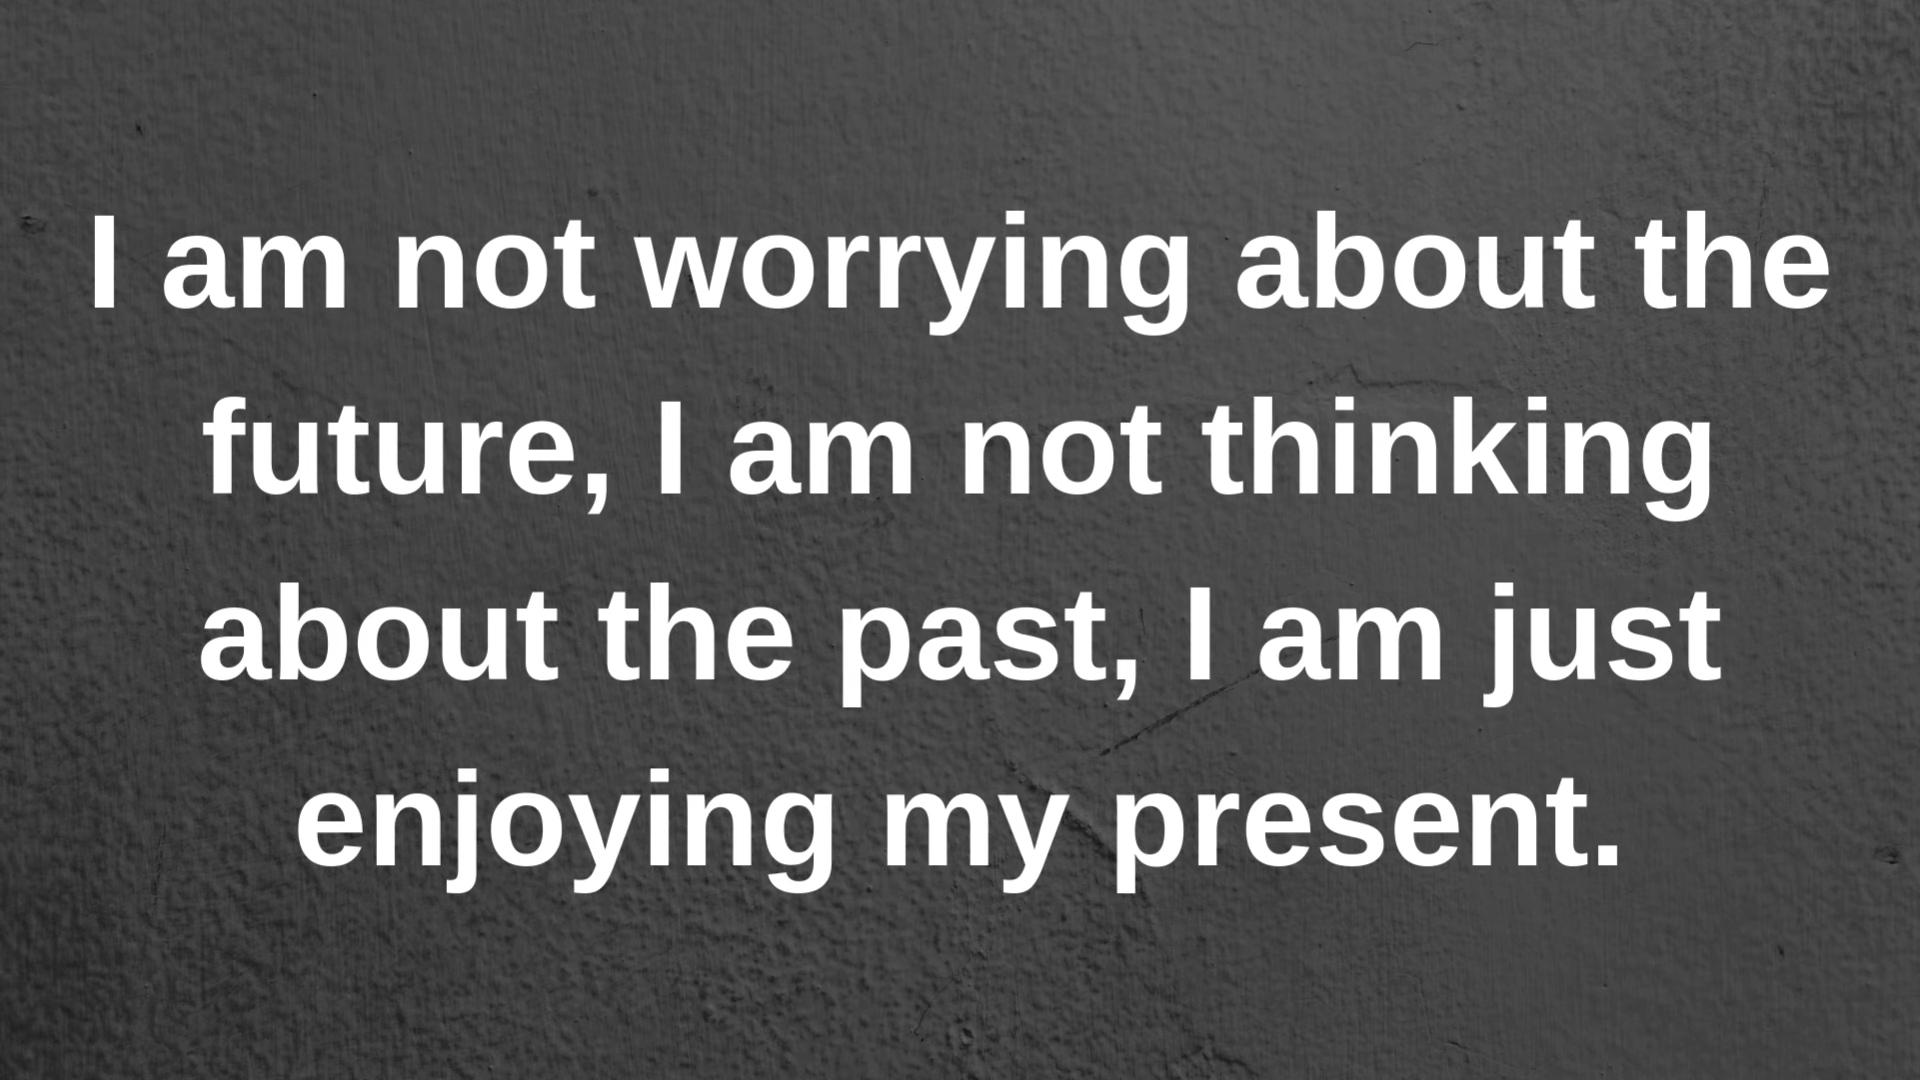 I am not worrying about the
future, I am not thinking
about the past, I am just
enjoying my present.